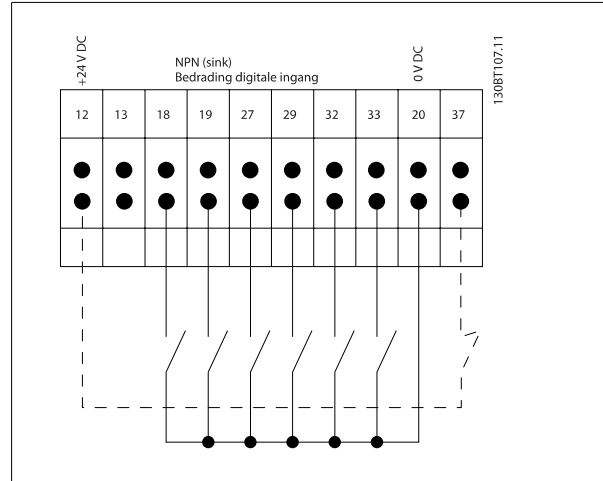 +24 V DC
NPN (sink)
Bedrading digitale ingang
0 V DC
130BT107.11
12 13 18 19 27 29 32 33 20 37